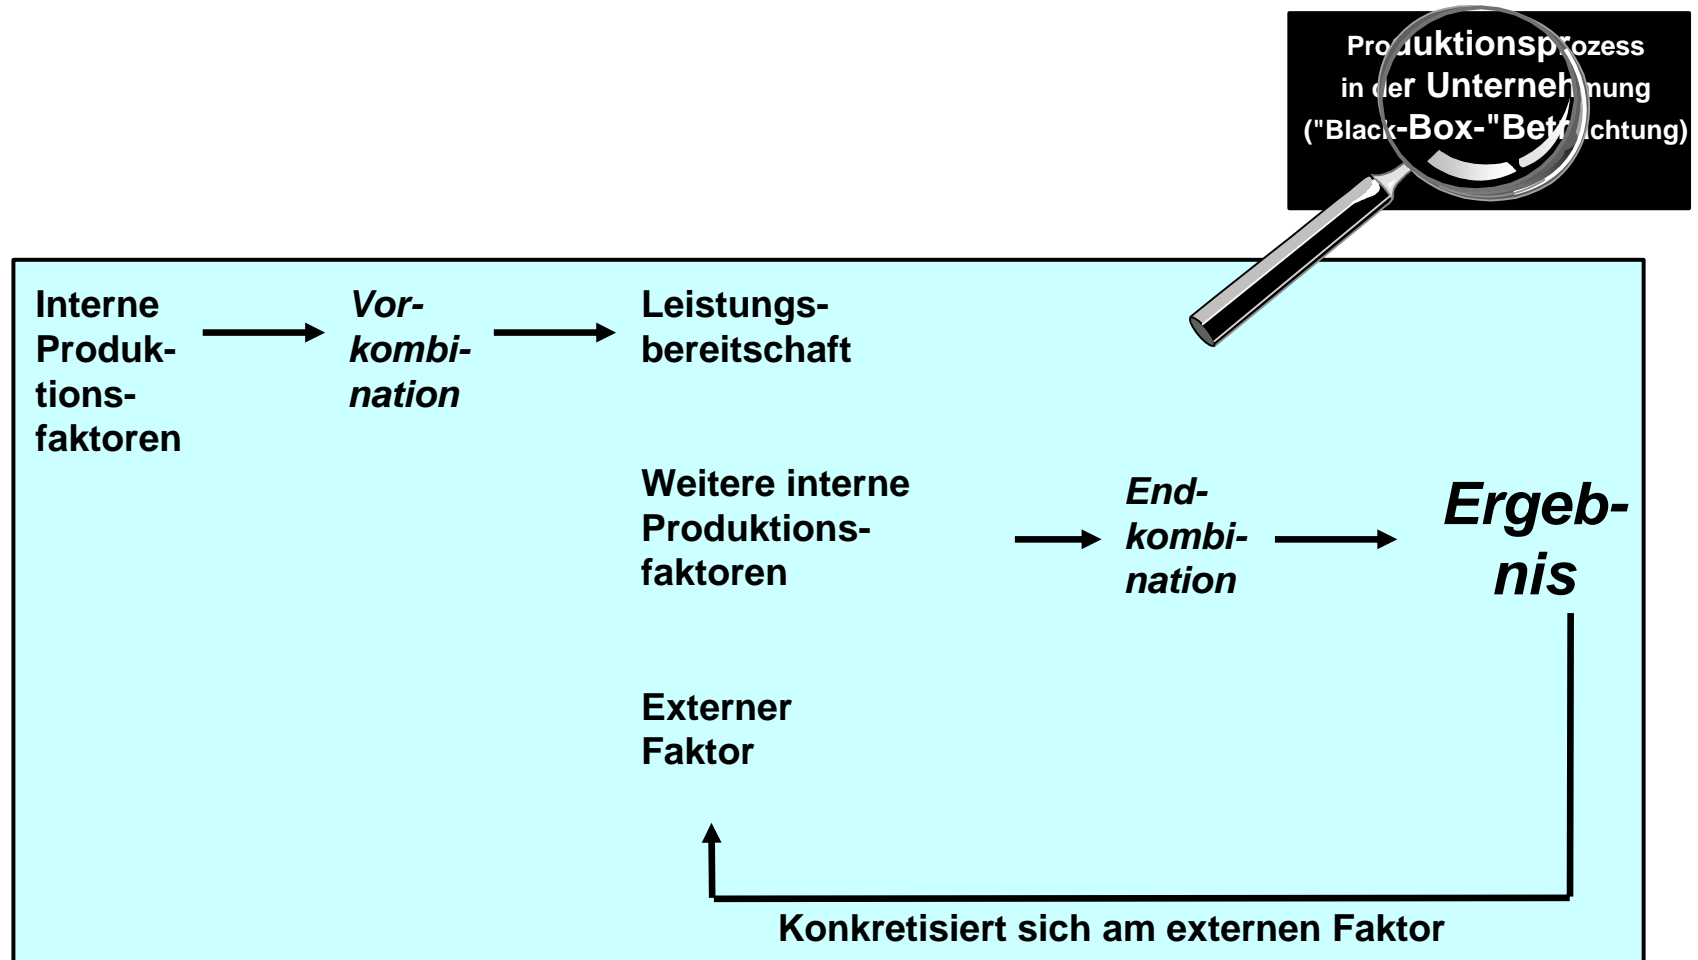 Produktionsprozess
in der Unternehmung
("Black-Box-"Betrachtung)
Interne
Produk-
tions-
faktoren
Vor-
kombi-
nation
Leistungs-
bereitschaft
Weitere interne
Produktions-
faktoren
End-
kombi-
nation
Ergeb-
nis
Externer
Faktor
Konkretisiert sich am externen Faktor